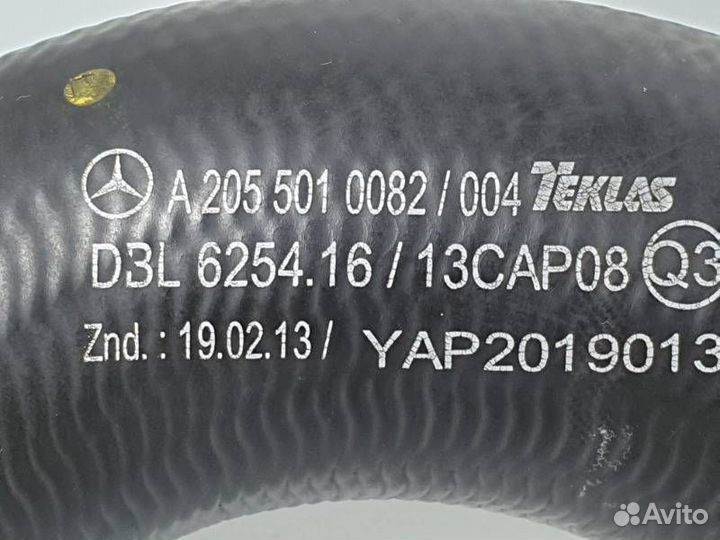 A 205 501 0082 / 004 TEKLAS
D3L 6254.16 / 13CAP08 Q3
Znd. : 19.02.13 / YAP2019013
Avito